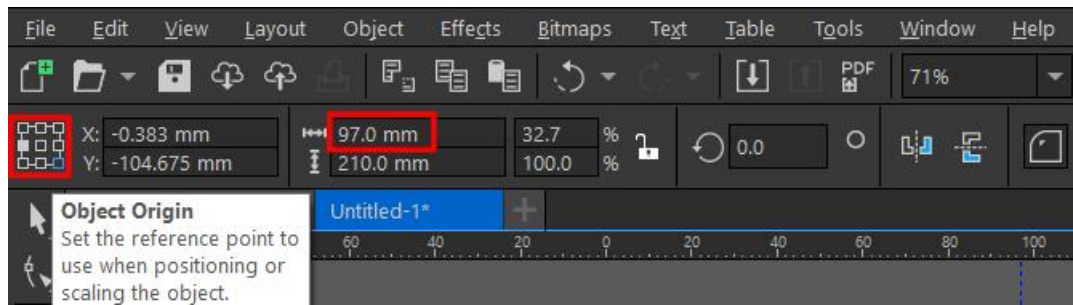 File Edit View Layout Object Effects Bitmaps Text Table Tools Window Help
PDF 71%
X: -0.383 mm 97.0 mm 32.7 % 0.0
Y: -104.675 mm 210.0 mm 100.0 %
Object Origin
Set the reference point to
use when positioning or
scaling the object.
Untitled-1*
60 40 20 0 20 40 60 80 100